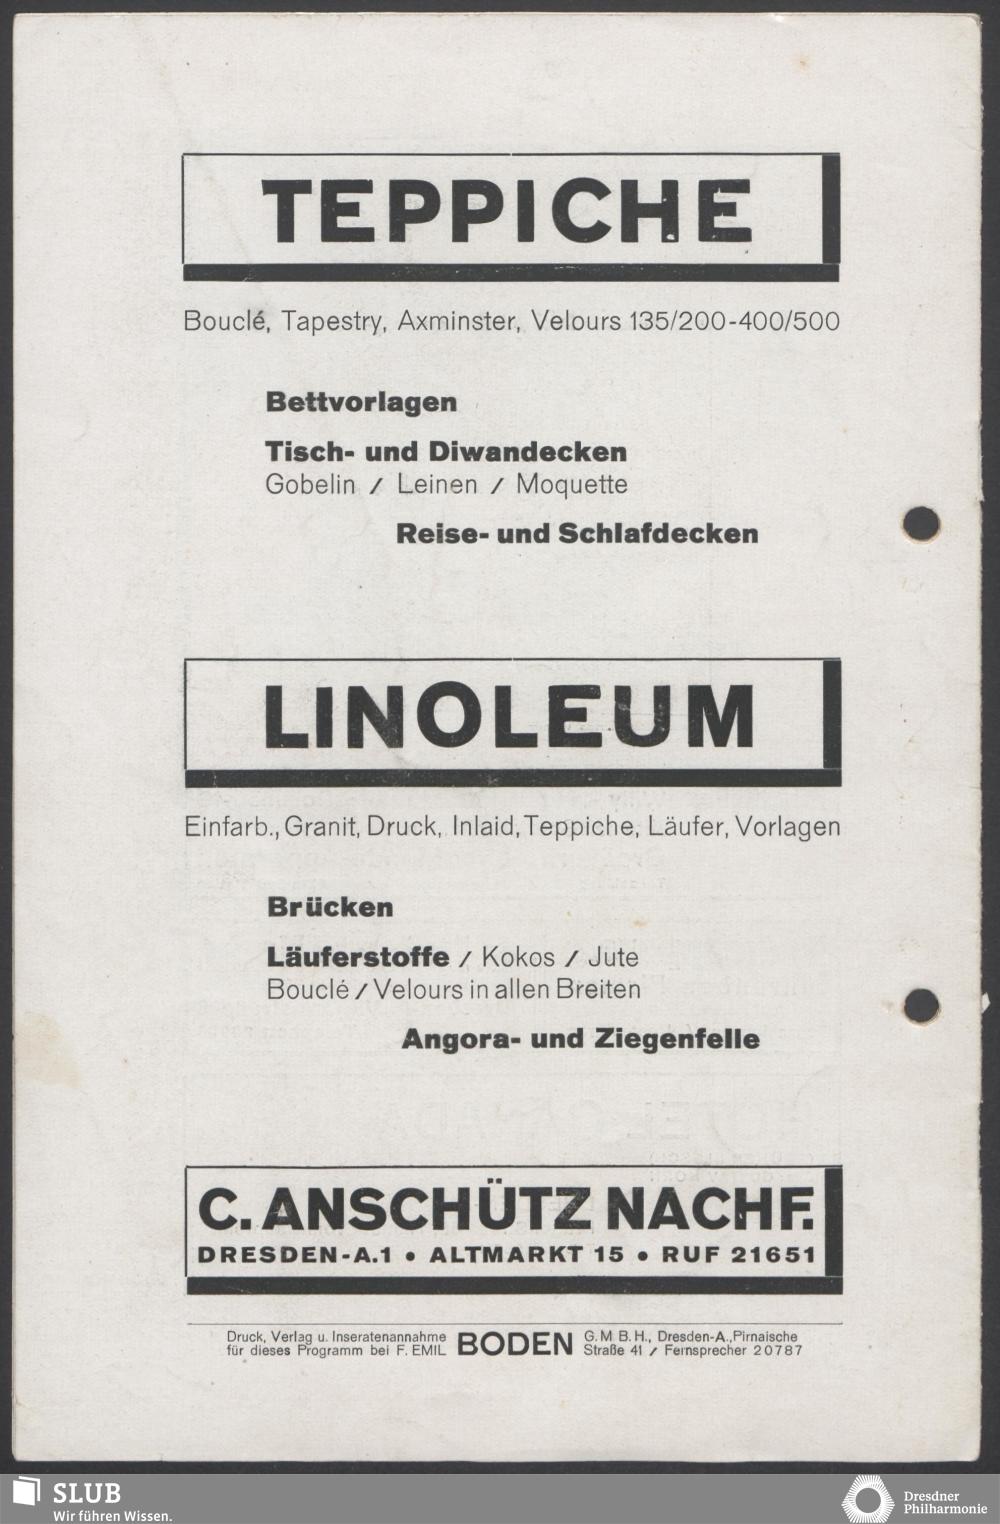 TEPPICHE
Bouclé, Tapestry, Axminster, Velours 135/200-400/500
Bettvorlagen
Tisch- und Diwandecken
Gobelin / Leinen / Moquette
Reise- und Schlafdecken
LINOLEUM
Einfarb., Granit, Druck, Inlaid, Teppiche, Läufer, Vorlagen
Brücken
Läuferstoffe / Kokos / Jute
Bouclé / Velours in allen Breiten
Angora- und Ziegenfelle
C. ANSCHÜTZ NACHF.
DRESDEN-A.1 • ALTMARKT 15 • RUF 21651
Druck, Verlag u. Inseratenannahme
für dieses Programm bei F. EMIL BODEN G. M B. H., Dresden-A., Pirnaische
Straße 41 / Fernsprecher 20787
SLUB
Wir führen Wissen.
Dresdner
Philharmonie